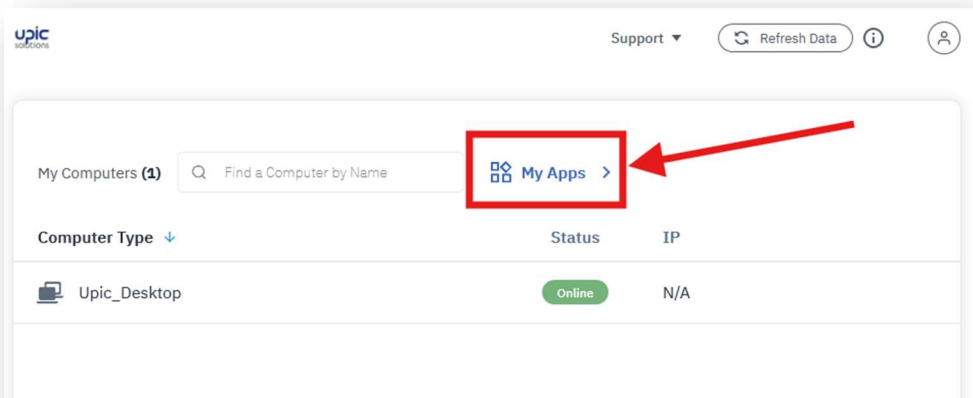 upic
solutions
Support
Refresh Data
My Computers (1)
Find a Computer by Name
My Apps
Computer Type
Status
IP
Upic_Desktop
Online
N/A